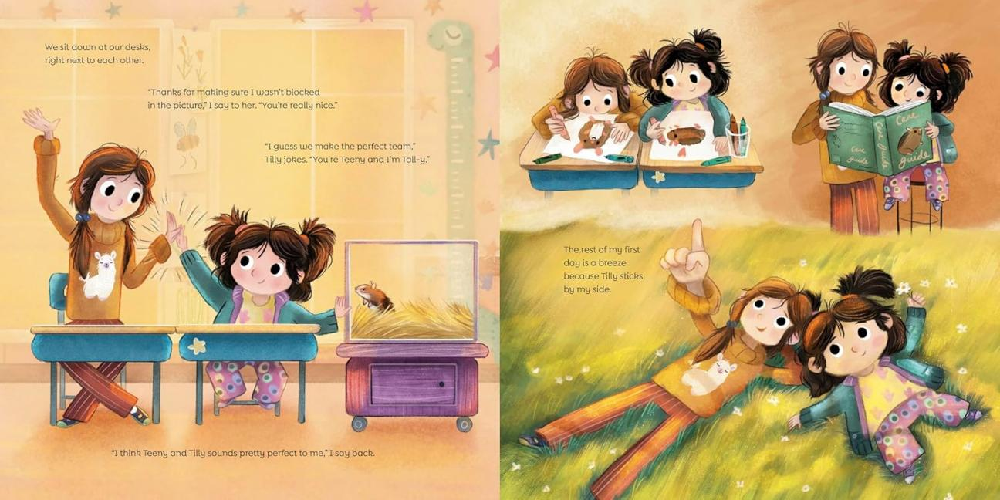 We sit down at our desks,
right next to each other.
“Thanks for making sure I wasn’t blocked
in the picture,” I say to her. “You’re really nice.”
“I guess we make the perfect team,”
Tilly jokes. “You’re Teeny and I’m Tall-y.”
“I think Teeny and Tilly sounds pretty perfect to me,” I say back.
Care
guide
Care guide
Care
guide
The rest of my first
day is a breeze
because Tilly sticks
by my side.